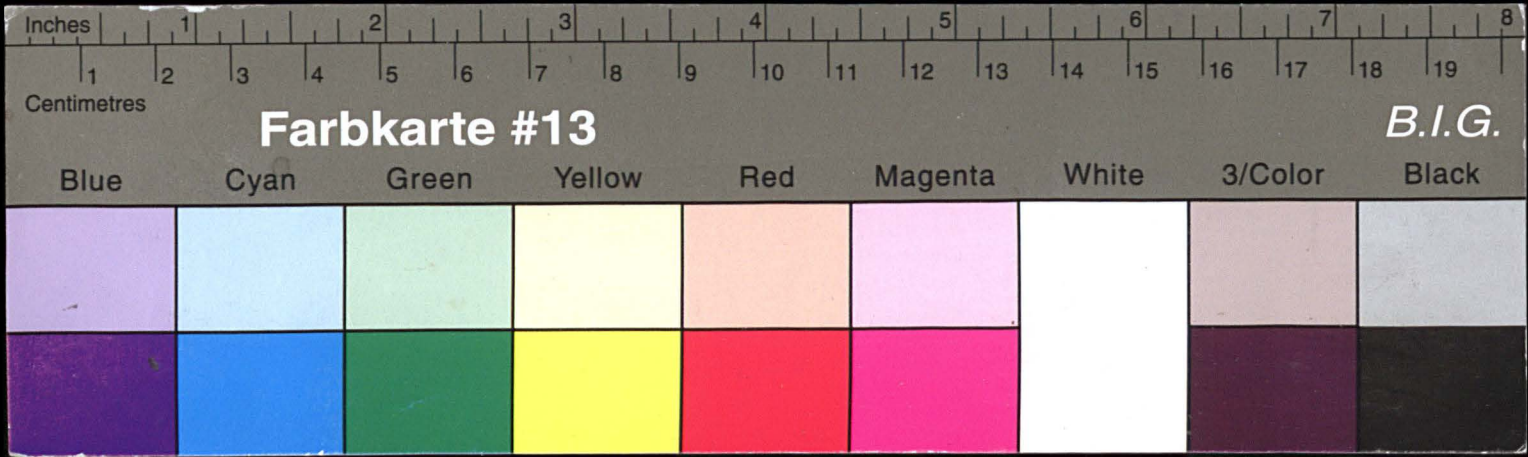 Inches 1 2 3 4 5 6 7 8
1 2 3 4 5 6 7 8 9 10 11 12 13 14 15 16 17 18 19
Centimetres
Farbkarte #13 B.I.G.
Blue Cyan Green Yellow Red Magenta White 3/Color Black